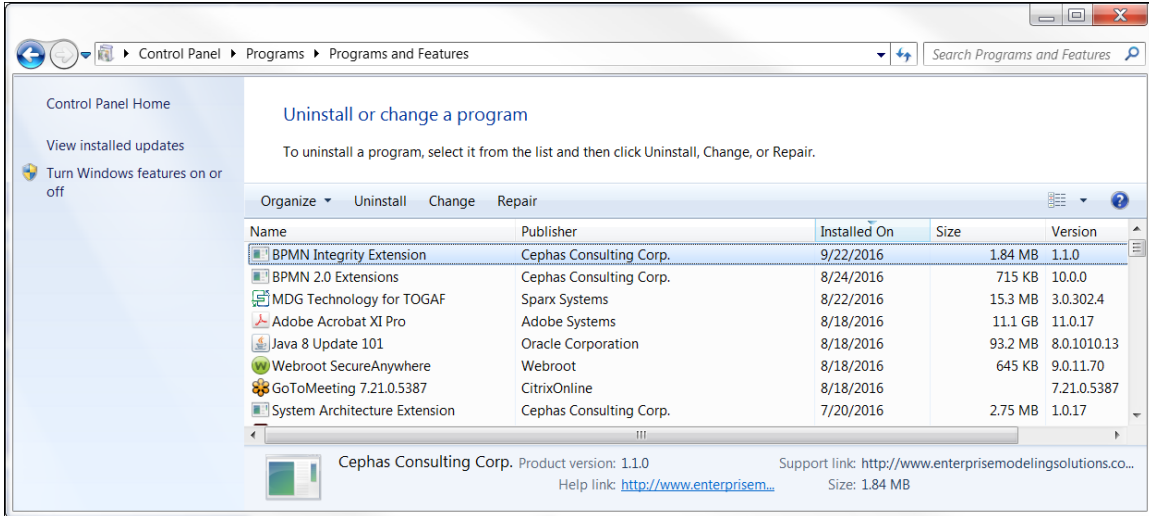 Control Panel Programs Programs and Features Search Programs and Features
Control Panel Home
View installed updates
Turn Windows features on or
off
Uninstall or change a program
To uninstall a program, select it from the list and then click Uninstall, Change, or Repair.
Organize Uninstall Change Repair
Name Publisher Installed On Size Version
BPMN Integrity Extension Cephas Consulting Corp. 9/22/2016 1.84 MB 1.1.0
BPMN 2.0 Extensions Cephas Consulting Corp. 8/24/2016 715 KB 10.0.0
MDG Technology for TOGAF Sparx Systems 8/22/2016 15.3 MB 3.0.302.4
Adobe Acrobat XI Pro Adobe Systems 8/18/2016 11.1 GB 11.0.17
Java 8 Update 101 Oracle Corporation 8/18/2016 93.2 MB 8.0.1010.13
Webroot SecureAnywhere Webroot 8/18/2016 645 KB 9.0.11.70
GoToMeeting 7.21.0.5387 CitrixOnline 8/18/2016 7.21.0.5387
System Architecture Extension Cephas Consulting Corp. 7/20/2016 2.75 MB 1.0.17
Cephas Consulting Corp. Product version: 1.1.0 Support link: http://www.enterprisemodelingsolutions.co...
Help link: http://www.enterprisem... Size: 1.84 MB